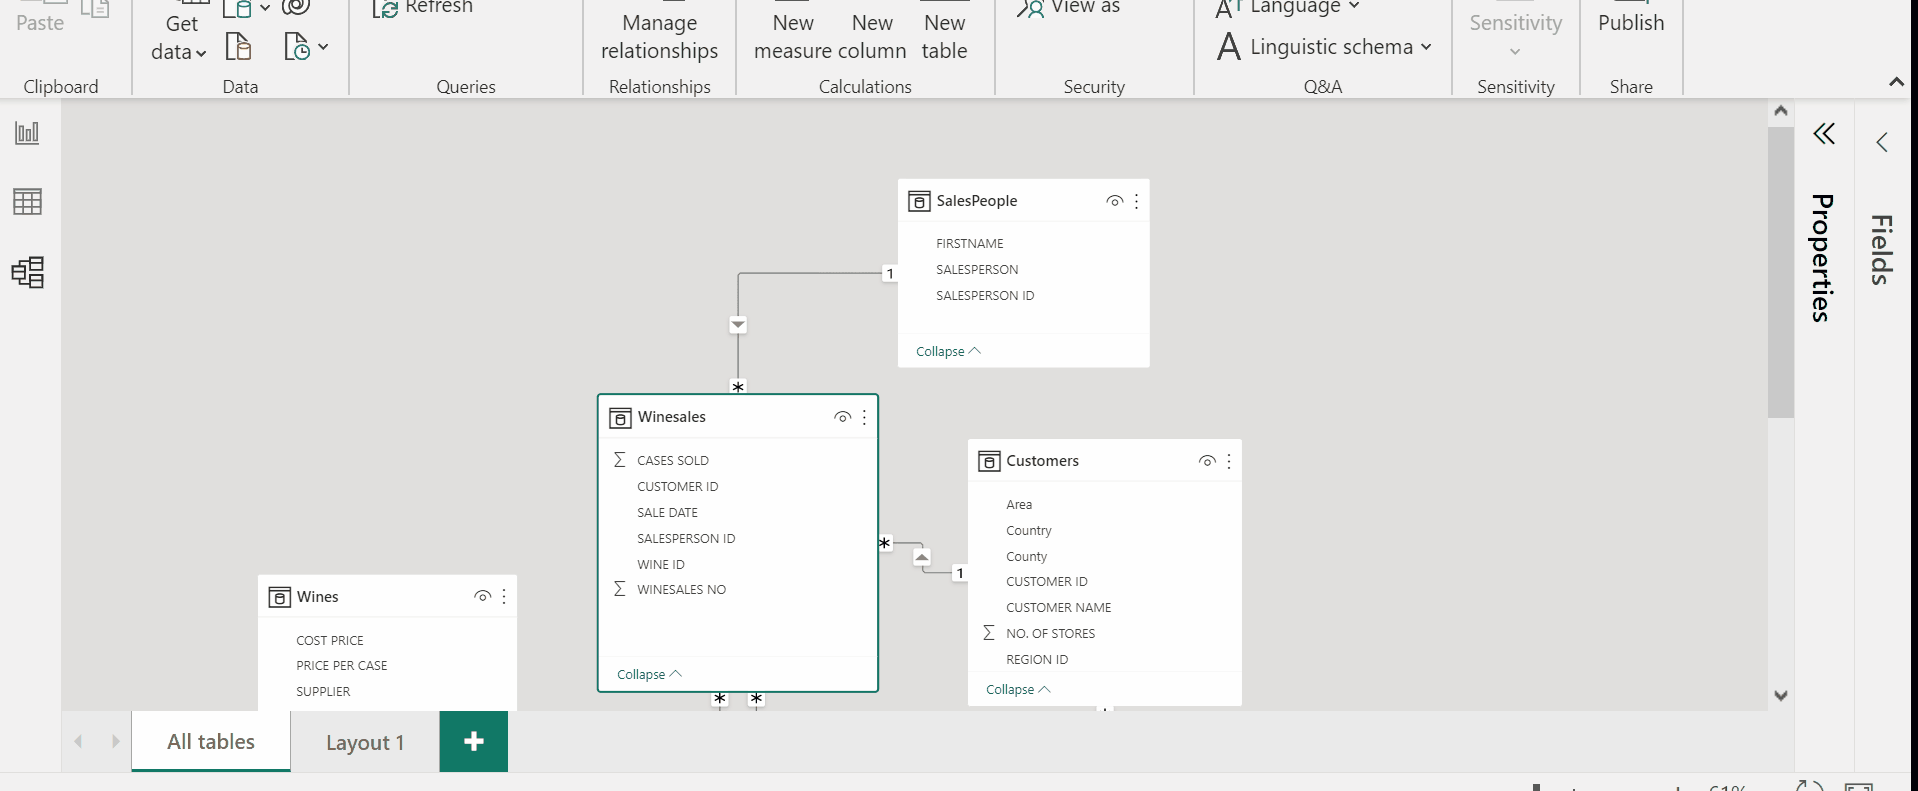 Paste
Get
data
Refresh
Manage
relationships
New
measure
New
column
New
table
View as
Language
Linguistic schema
Sensitivity
Publish
Clipboard
Data
Queries
Relationships
Calculations
Security
Q&A
Sensitivity
Share
SalesPeople
FIRSTNAME
SALESPERSON
SALESPERSON ID
Collapse
1
*
Winesales
Σ CASES SOLD
CUSTOMER ID
SALE DATE
SALESPERSON ID
WINE ID
Σ WINESALES NO
Collapse
*
1
* *
Customers
Area
Country
County
CUSTOMER ID
CUSTOMER NAME
Σ NO. OF STORES
REGION ID
Collapse
Wines
COST PRICE
PRICE PER CASE
SUPPLIER
Properties
Fields
All tables
Layout 1
+
61%